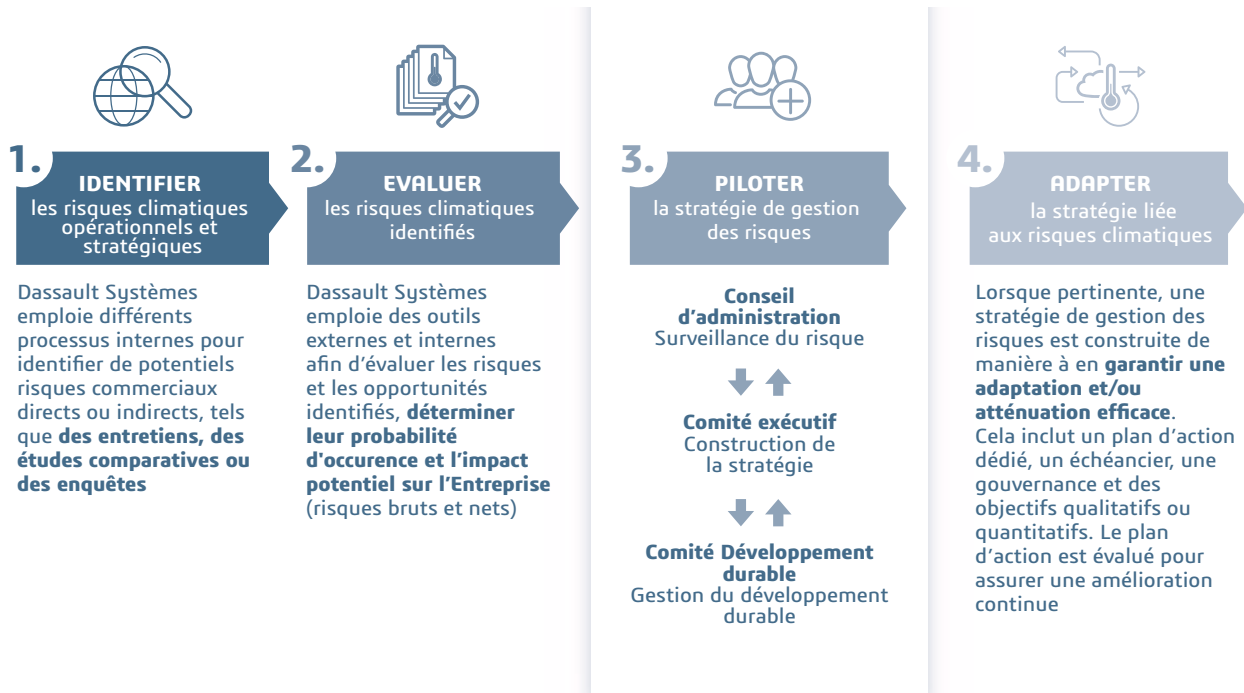 1.
IDENTIFIER
les risques climatiques
opérationnels et
stratégiques
Dassault Systèmes
emploie différents
processus internes pour
identifier de potentiels
risques commerciaux
directs ou indirects, tels
que des entretiens, des
études comparatives ou
des enquêtes
2.
EVALUER
les risques climatiques
identifiés
Dassault Systèmes
emploie des outils
externes et internes
afin d’évaluer les risques
et les opportunités
identifiés, déterminer
leur probabilité
d'occurence et l’impact
potentiel sur l’Entreprise
(risques bruts et nets)
3.
PILOTER
la stratégie de gestion
des risques
Conseil
d’administration
Surveillance du risque
Comité exécutif
Construction de
la stratégie
Comité Développement
durable
Gestion du développement
durable
4.
ADAPTER
la stratégie liée
aux risques climatiques
Lorsque pertinente, une
stratégie de gestion des
risques est construite de
manière à en garantir une
adaptation et/ou
atténuation efficace.
Cela inclut un plan d’action
dédié, un échéancier, une
gouvernance et des
objectifs qualitatifs ou
quantitatifs. Le plan
d’action est évalué pour
assurer une amélioration
continue